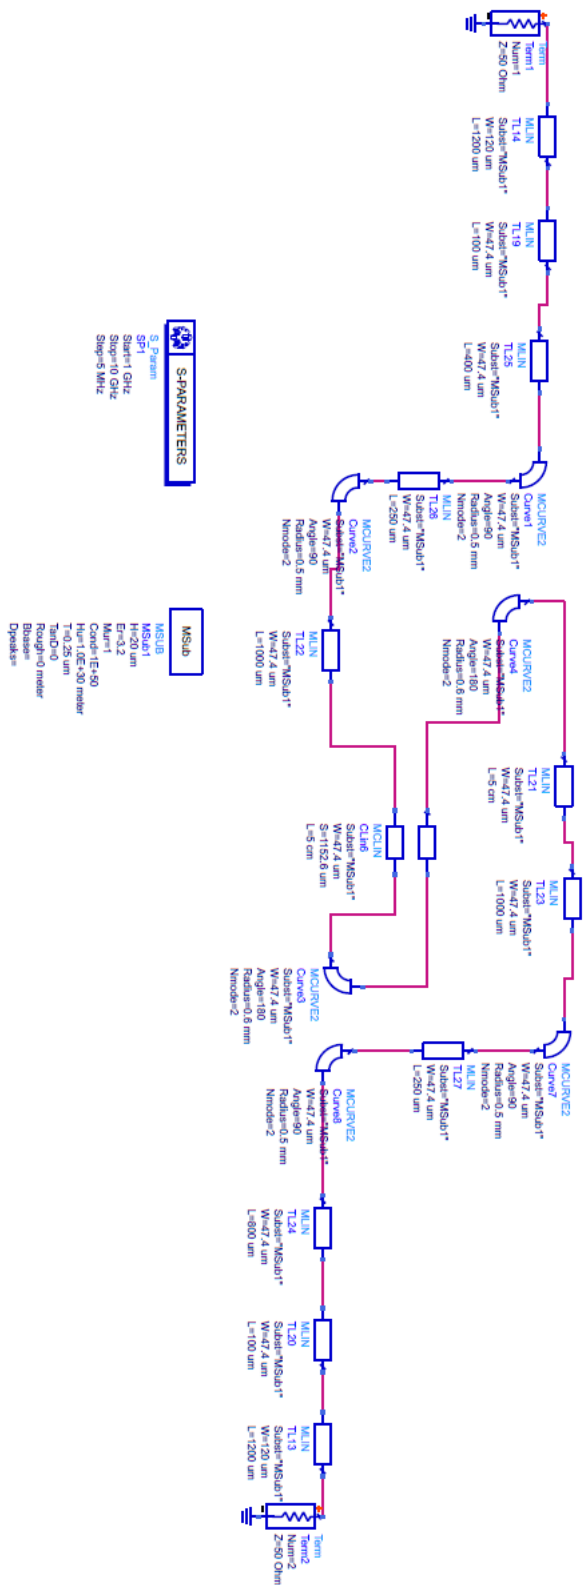 Term
Term1
Num=1
Z=50 Ohm
MLIN
TL14
Subst="MSub1"
W=120 um
L=1200 um
MLIN
TL19
Subst="MSub1"
W=47.4 um
L=100 um
MLIN
TL25
Subst="MSub1"
W=47.4 um
L=400 um
MCURVE2
Curve1
Subst="MSub1"
W=47.4 um
Angle=90
Radius=0.5 mm
Nmode=2
MLIN
TL26
Subst="MSub1"
W=47.4 um
L=250 um
MCURVE2
Curve2
Subst="MSub1"
W=47.4 um
Angle=90
Radius=0.5 mm
Nmode=2
MLIN
TL22
Subst="MSub1"
W=47.4 um
L=1000 um
MCURVE2
Curve4
Subst="MSub1"
W=47.4 um
Angle=180
Radius=0.6 mm
Nmode=2
MLIN
TL21
Subst="MSub1"
W=47.4 um
L=5 cm
MLIN
TL23
Subst="MSub1"
W=47.4 um
L=1000 um
MCLIN
CLin6
Subst="MSub1"
W=47.4 um
S=1152.6 um
L=5 cm
MCURVE2
Curve3
Subst="MSub1"
W=47.4 um
Angle=180
Radius=0.6 mm
Nmode=2
MCURVE2
Curve7
Subst="MSub1"
W=47.4 um
Angle=90
Radius=0.5 mm
Nmode=2
MLIN
TL27
Subst="MSub1"
W=47.4 um
L=250 um
MCURVE2
Curve8
Subst="MSub1"
W=47.4 um
Angle=90
Radius=0.5 mm
Nmode=2
MLIN
TL24
Subst="MSub1"
W=47.4 um
L=800 um
MLIN
TL20
Subst="MSub1"
W=47.4 um
L=100 um
MLIN
TL13
Subst="MSub1"
W=120 um
L=1200 um
Term
Term2
Num=2
Z=50 Ohm
S-PARAMETERS
S_Param
SP1
Start=1 GHz
Stop=10 GHz
Step=5 MHz
MSub
MSUB
MSub1
H=20 um
Er=3.2
Mur=1
Cond=1E+50
Hu=1.0E+30 meter
T=0.25 um
TanD=0
Rough=0 meter
Bbase=
Dpeaks=